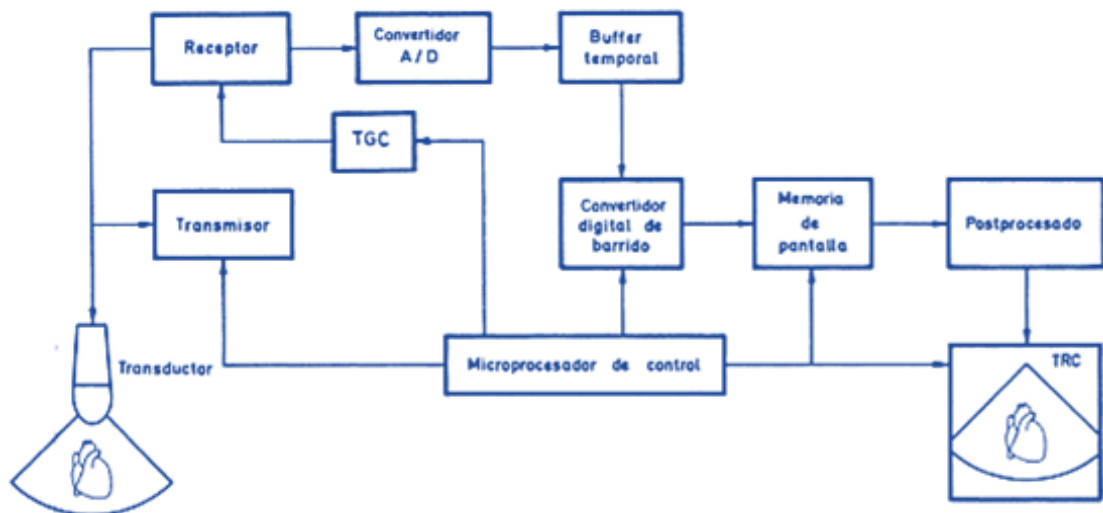 Receptor
Convertidor
A/D
Buffer
temporal
TGC
Transmisor
Convertidor
digital de
barrido
Memoria
de
pantalla
Postprocesado
Transductor
Microprocesador de control
TRC